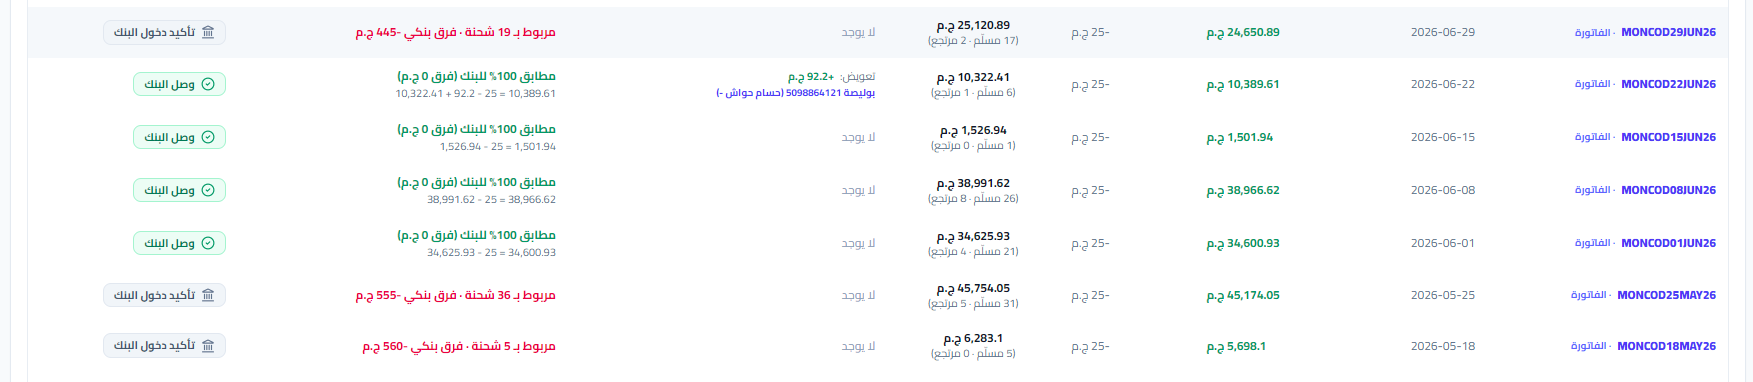 MONCOD29JUN26 · الفاتورة 2026-06-29 24,650.89 ج.م -25 ج.م 25,120.89 ج.م لا يوجد مربوط بـ 19 شحنة · فرق بنكي -445 ج.م تأكيد دخول البنك
(17 مسلّم · 2 مرتجع)
MONCOD22JUN26 · الفاتورة 2026-06-22 10,389.61 ج.م -25 ج.م 10,322.41 ج.م تعويض: +92.2 ج.م مطابق 100% للبنك (فرق 0 ج.م) وصل البنك
(6 مسلّم · 1 مرتجع) بوليصة 5098864121 (حسام حواش -) 10,322.41 + 92.2 - 25 = 10,389.61
MONCOD15JUN26 · الفاتورة 2026-06-15 1,501.94 ج.م -25 ج.م 1,526.94 ج.م لا يوجد مطابق 100% للبنك (فرق 0 ج.م) وصل البنك
(1 مسلّم · 0 مرتجع) 1,526.94 - 25 = 1,501.94
MONCOD08JUN26 · الفاتورة 2026-06-08 38,966.62 ج.م -25 ج.م 38,991.62 ج.م لا يوجد مطابق 100% للبنك (فرق 0 ج.م) وصل البنك
(26 مسلّم · 8 مرتجع) 38,991.62 - 25 = 38,966.62
MONCOD01JUN26 · الفاتورة 2026-06-01 34,600.93 ج.م -25 ج.م 34,625.93 ج.م لا يوجد مطابق 100% للبنك (فرق 0 ج.م) وصل البنك
(21 مسلّم · 4 مرتجع) 34,625.93 - 25 = 34,600.93
MONCOD25MAY26 · الفاتورة 2026-05-25 45,174.05 ج.م -25 ج.م 45,754.05 ج.م لا يوجد مربوط بـ 36 شحنة · فرق بنكي -555 ج.م تأكيد دخول البنك
(31 مسلّم · 5 مرتجع)
MONCOD18MAY26 · الفاتورة 2026-05-18 5,698.1 ج.م -25 ج.م 6,283.1 ج.م لا يوجد مربوط بـ 5 شحنة · فرق بنكي -560 ج.م تأكيد دخول البنك
(5 مسلّم · 0 مرتجع)